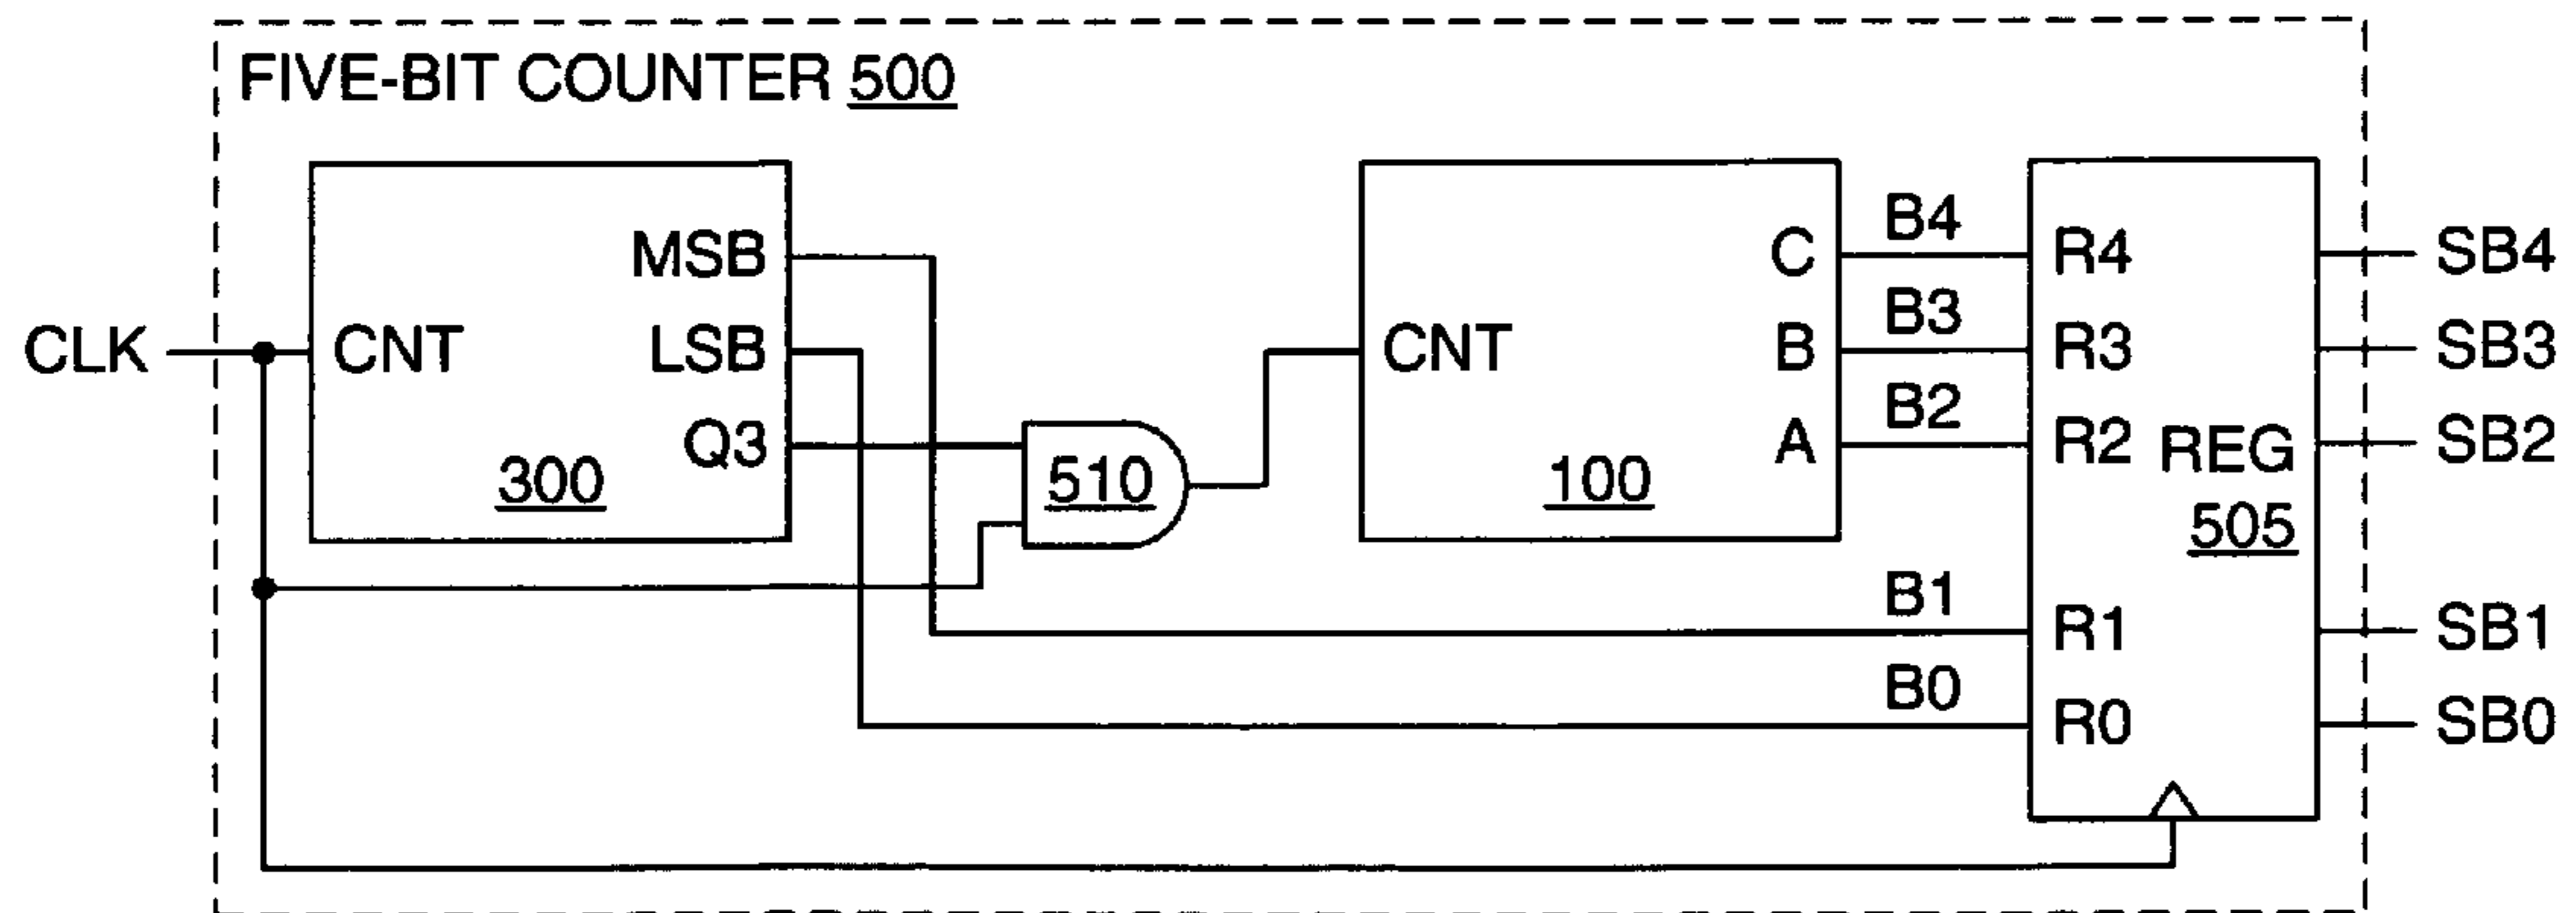 FIVE-BIT COUNTER 500
CLK
CNT
MSB
LSB
Q3
300
510
CNT
C
B
A
100
B4
B3
B2
B1
B0
R4
R3
R2
REG
505
R1
R0
SB4
SB3
SB2
SB1
SB0